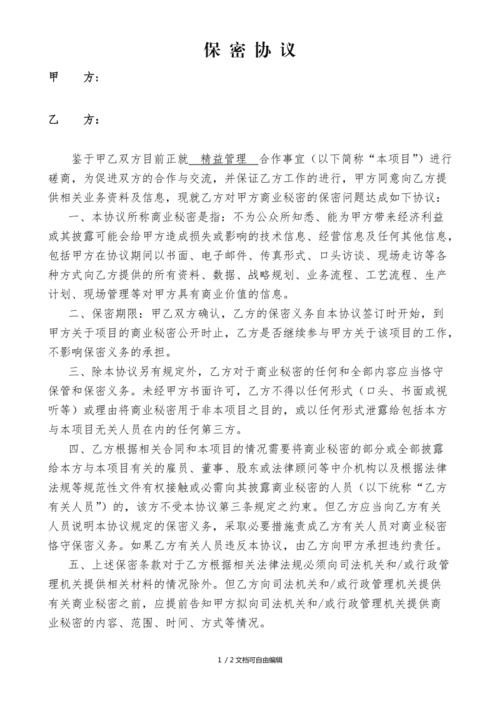 保 密 协 议
甲　　方：
乙　　方：
鉴于甲乙双方目前正就　精益管理　合作事宜（以下简称“本项目”）进行
磋商，为促进双方的合作与交流，并保证乙方工作的进行，甲方同意向乙方提
供相关业务资料及信息，现就乙方对甲方商业秘密的保密问题达成如下协议：
一、本协议所称商业秘密是指：不为公众所知悉、能为甲方带来经济利益
或其披露可能会给甲方造成损失或影响的技术信息、经营信息及任何其他信息，
包括甲方在协议期间以书面、电子邮件、传真形式、口头访谈、现场走访等各
种方式向乙方提供的所有资料、数据、战略规划、业务流程、工艺流程、生产
计划、现场管理等对甲方具有商业价值的信息。
二、保密期限：甲乙双方确认，乙方的保密义务自本协议签订时开始，到
甲方关于项目的商业秘密公开时止，乙方是否继续参与甲方关于该项目的工作，
不影响保密义务的承担。
三、除本协议另有规定外，乙方对于商业秘密的任何和全部内容应当恪守
保管和保密义务。未经甲方书面许可，乙方不得以任何形式（口头、书面或视
听等）或理由将商业秘密用于非本项目之目的，或以任何形式泄露给包括本方
与本项目无关人员在内的任何第三方。
四、乙方根据相关合同和本项目的情况需要将商业秘密的部分或全部披露
给本方与本项目有关的雇员、董事、股东或法律顾问等中介机构以及根据法律
法规等规范性文件有权接触或必需向其披露商业秘密的人员（以下统称“乙方
有关人员”）的，该方不受本协议第三条规定之约束。但乙方应当向乙方有关
人员说明本协议规定的保密义务，采取必要措施责成乙方有关人员对商业秘密
恪守保密义务。如果乙方有关人员违反本协议，由乙方向甲方承担违约责任。
五、上述保密条款对于乙方根据相关法律法规必须向司法机关和/或行政管
理机关提供相关材料的情况除外。但乙方向司法机关和/或行政管理机关提供
有关商业秘密之前，应提前告知甲方拟向司法机关和/或行政管理机关提供商
业秘密的内容、范围、时间、方式等情况。
1 / 2文档可自由编辑